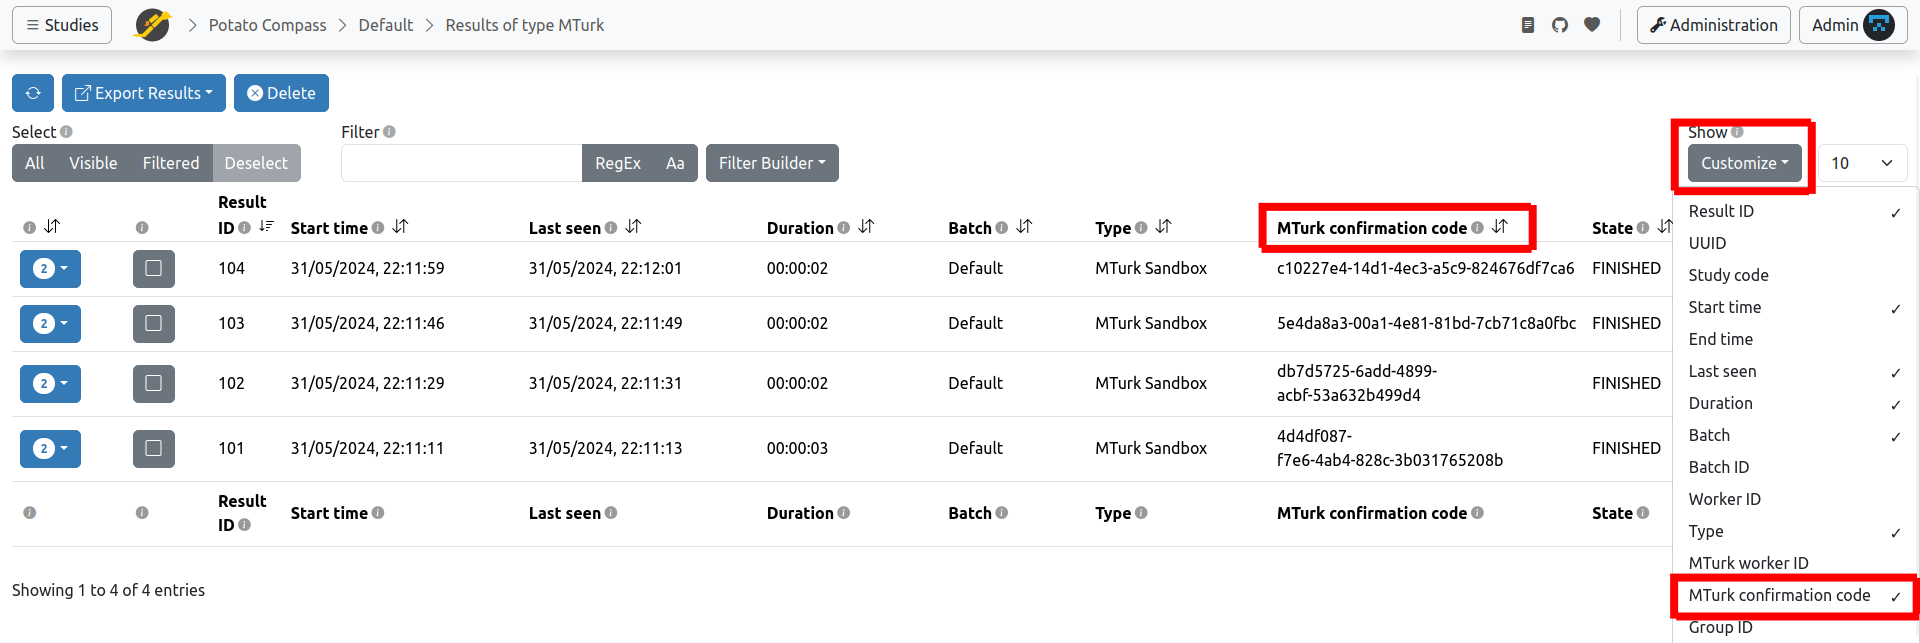 Studies Potato Compass Default Results of type MTurk Administration Admin
Export Results Delete
Select Filter Show
All Visible Filtered Deselect RegEx Aa Filter Builder Customize 10
Result ID Start time Last seen Duration Batch Type MTurk confirmation code State
2 104 31/05/2024, 22:11:59 31/05/2024, 22:12:01 00:00:02 Default MTurk Sandbox c10227e4-14d1-4ec3-a5c9-824676df7ca6 FINISHED
2 103 31/05/2024, 22:11:46 31/05/2024, 22:11:49 00:00:02 Default MTurk Sandbox 5e4da8a3-00a1-4e81-81bd-7cb71c8a0fbc FINISHED
2 102 31/05/2024, 22:11:29 31/05/2024, 22:11:31 00:00:02 Default MTurk Sandbox db7d5725-6add-4899-
acbf-53a632b499d4 FINISHED
2 101 31/05/2024, 22:11:11 31/05/2024, 22:11:13 00:00:03 Default MTurk Sandbox 4d4df087-
f7e6-4ab4-828c-3b031765208b FINISHED
Result ID Start time Last seen Duration Batch Type MTurk confirmation code State
Showing 1 to 4 of 4 entries
Result ID ✓
UUID
Study code
Start time ✓
End time
Last seen ✓
Duration ✓
Batch ✓
Batch ID
Worker ID
Type ✓
MTurk worker ID
MTurk confirmation code ✓
Group ID